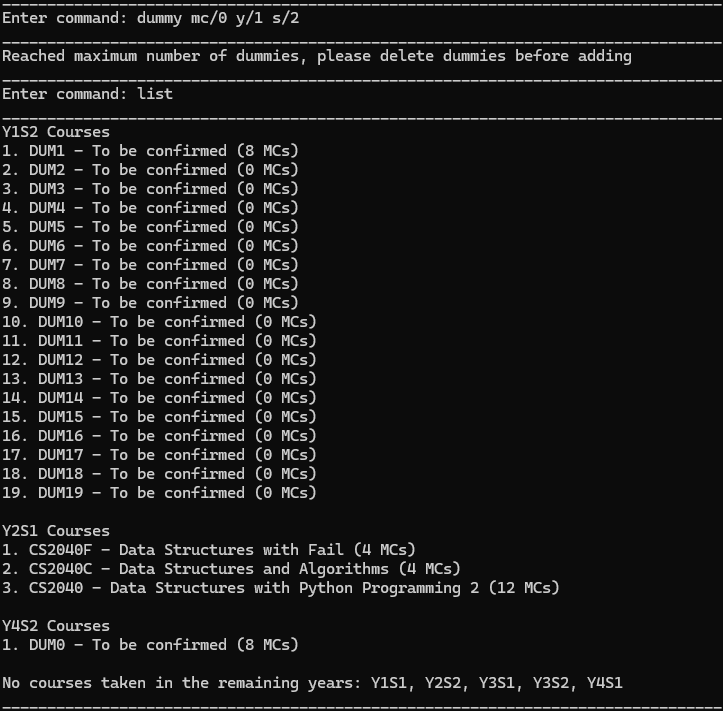 Enter command: dummy mc/0 y/1 s/2
Reached maximum number of dummies, please delete dummies before adding
Enter command: list
Y1S2 Courses
1. DUM1 - To be confirmed (8 MCs)
2. DUM2 - To be confirmed (0 MCs)
3. DUM3 - To be confirmed (0 MCs)
4. DUM4 - To be confirmed (0 MCs)
5. DUM5 - To be confirmed (0 MCs)
6. DUM6 - To be confirmed (0 MCs)
7. DUM7 - To be confirmed (0 MCs)
8. DUM8 - To be confirmed (0 MCs)
9. DUM9 - To be confirmed (0 MCs)
10. DUM10 - To be confirmed (0 MCs)
11. DUM11 - To be confirmed (0 MCs)
12. DUM12 - To be confirmed (0 MCs)
13. DUM13 - To be confirmed (0 MCs)
14. DUM14 - To be confirmed (0 MCs)
15. DUM15 - To be confirmed (0 MCs)
16. DUM16 - To be confirmed (0 MCs)
17. DUM17 - To be confirmed (0 MCs)
18. DUM18 - To be confirmed (0 MCs)
19. DUM19 - To be confirmed (0 MCs)
Y2S1 Courses
1. CS2040F - Data Structures with Fail (4 MCs)
2. CS2040C - Data Structures and Algorithms (4 MCs)
3. CS2040 - Data Structures with Python Programming 2 (12 MCs)
Y4S2 Courses
1. DUM0 - To be confirmed (8 MCs)
No courses taken in the remaining years: Y1S1, Y2S2, Y3S1, Y3S2, Y4S1